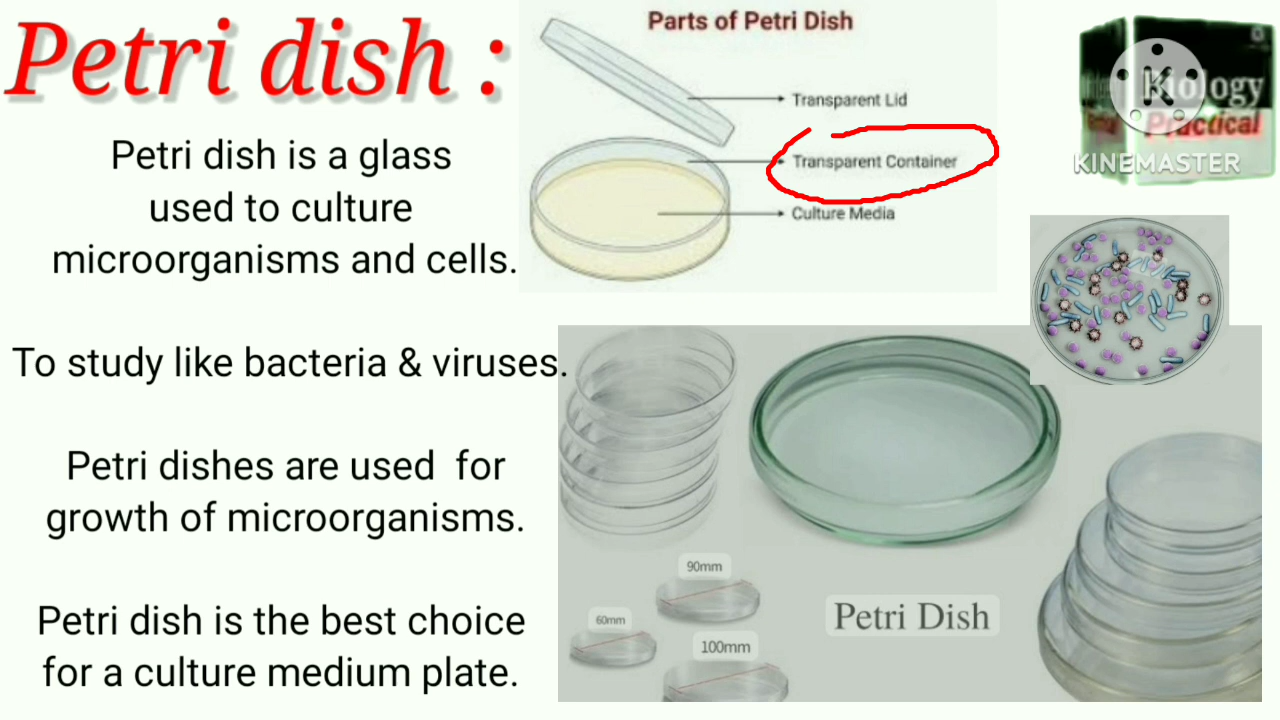 Petri dish :
Petri dish is a glass
used to culture
microorganisms and cells.
To study like bacteria & viruses.
Petri dishes are used for
growth of microorganisms.
Petri dish is the best choice
for a culture medium plate.
Parts of Petri Dish
Transparent Lid
Transparent Container
Culture Media
Biology
Practical
KINEMASTER
90mm
60mm
100mm
Petri Dish